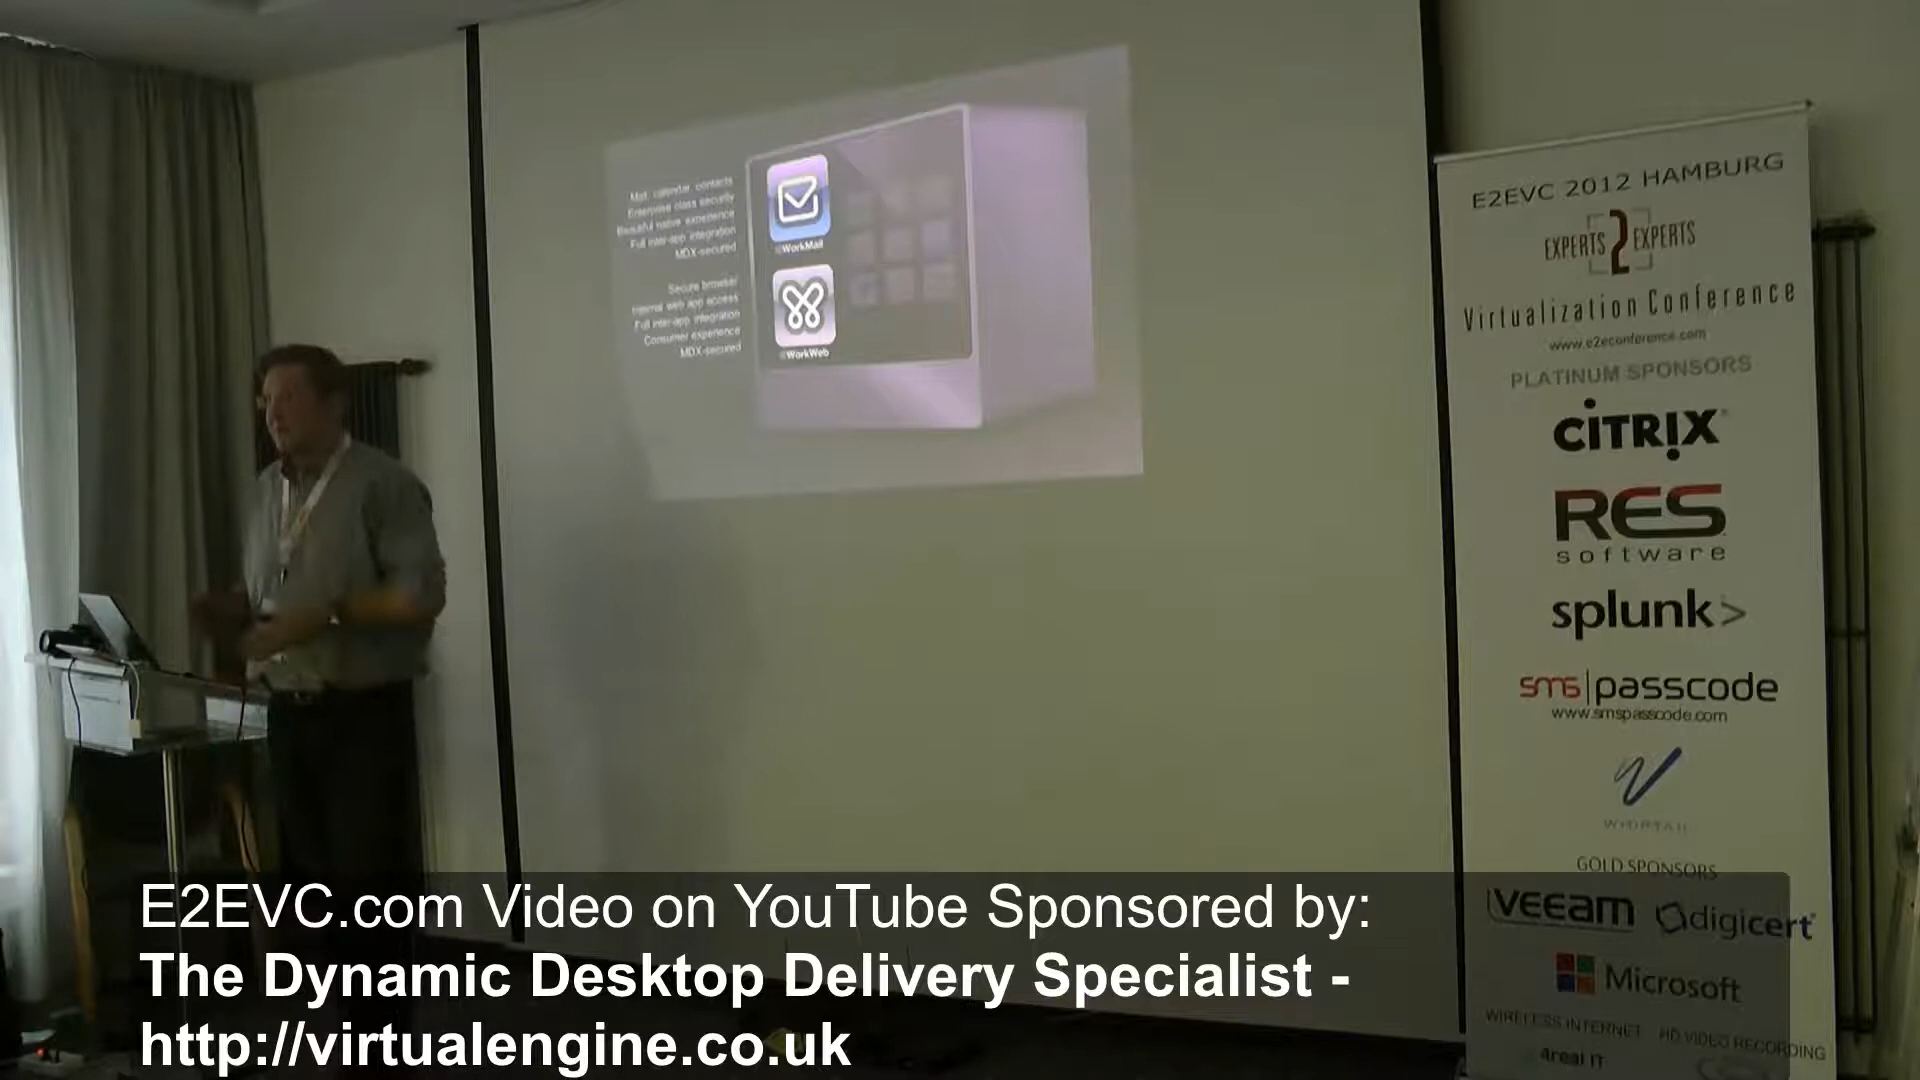 Mail, calendar, contacts
Enterprise class security
Beautiful native experience
Full inter-app integration
MDX-secured
@WorkMail
Secure browser
Internal web app access
Full inter-app integration
Consumer experience
MDX-secured
@WorkWeb
E2EVC 2012 HAMBURG
EXPERTS 2 EXPERTS
Virtualization Conference
www.e2econference.com
PLATINUM SPONSORS
CiTRIX
RES
software
splunk>
sms|passcode
www.smspasscode.com
WHIPTAIL
GOLD SPONSORS
veeam digicert
Microsoft
WIRELESS INTERNET HD VIDEO RECORDING
4real IT
E2EVC.com Video on YouTube Sponsored by:
The Dynamic Desktop Delivery Specialist -
http://virtualengine.co.uk